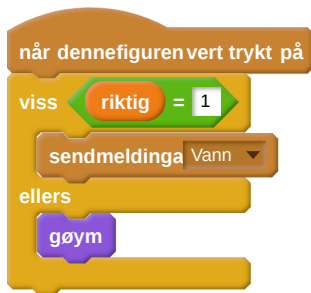 når dennefiguren vert trykt på
viss riktig = 1
sendmeldinga Vann
ellers
gøym